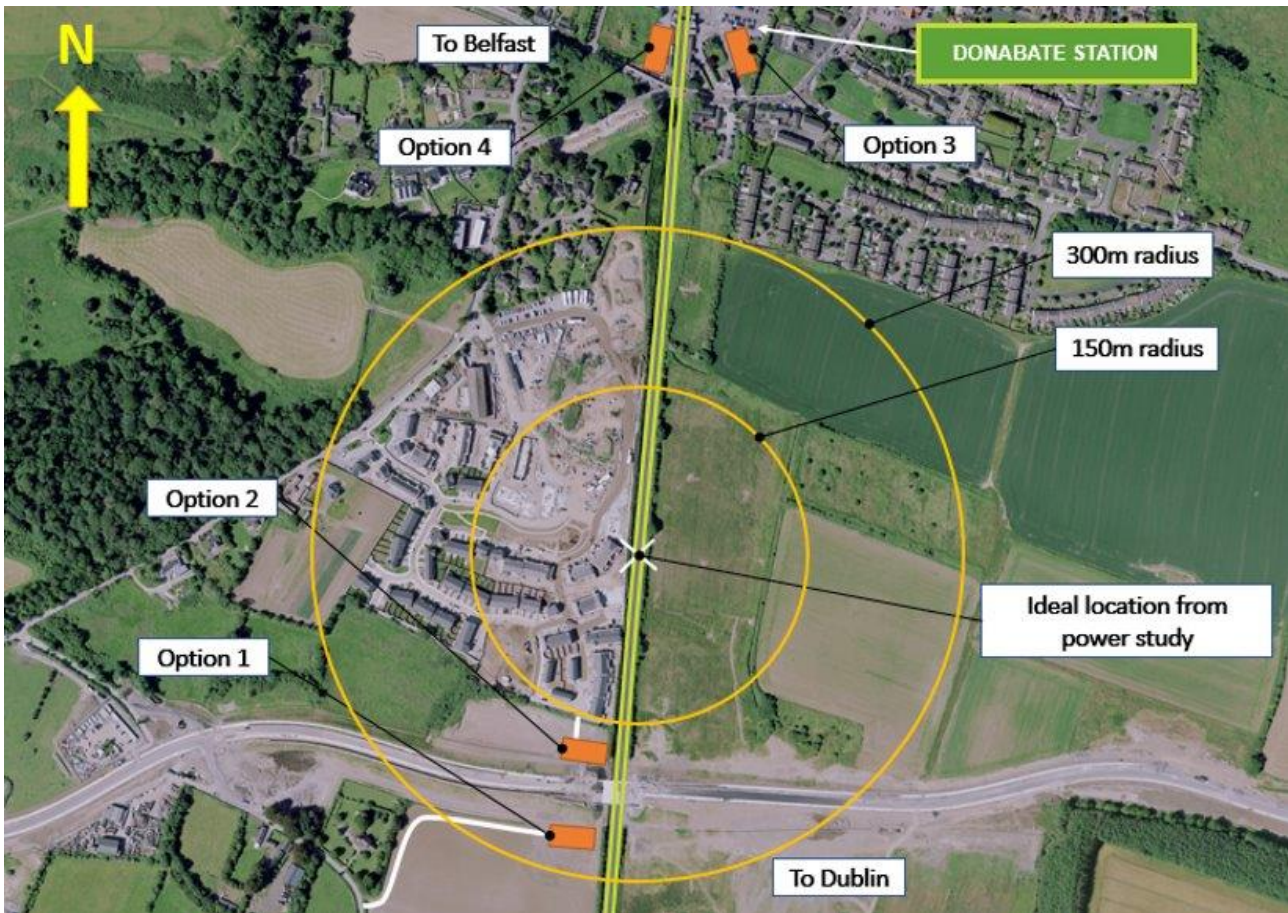 N
To Belfast
DONABATE STATION
Option 4
Option 3
300m radius
150m radius
Option 2
Ideal location from
power study
Option 1
To Dublin